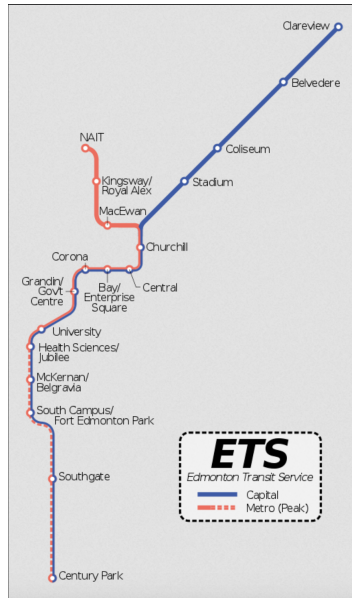 Clareview
Belvedere
Coliseum
NAIT
Kingsway/
Royal Alex
Stadium
MacEwan
Churchill
Corona
Grandin/
Govt
Centre
Bay/
Enterprise
Square
Central
University
Health Sciences/
Jubilee
McKernan/
Belgravia
South Campus/
Fort Edmonton Park
ETS
Edmonton Transit Service
Capital
Metro (Peak)
Southgate
Century Park